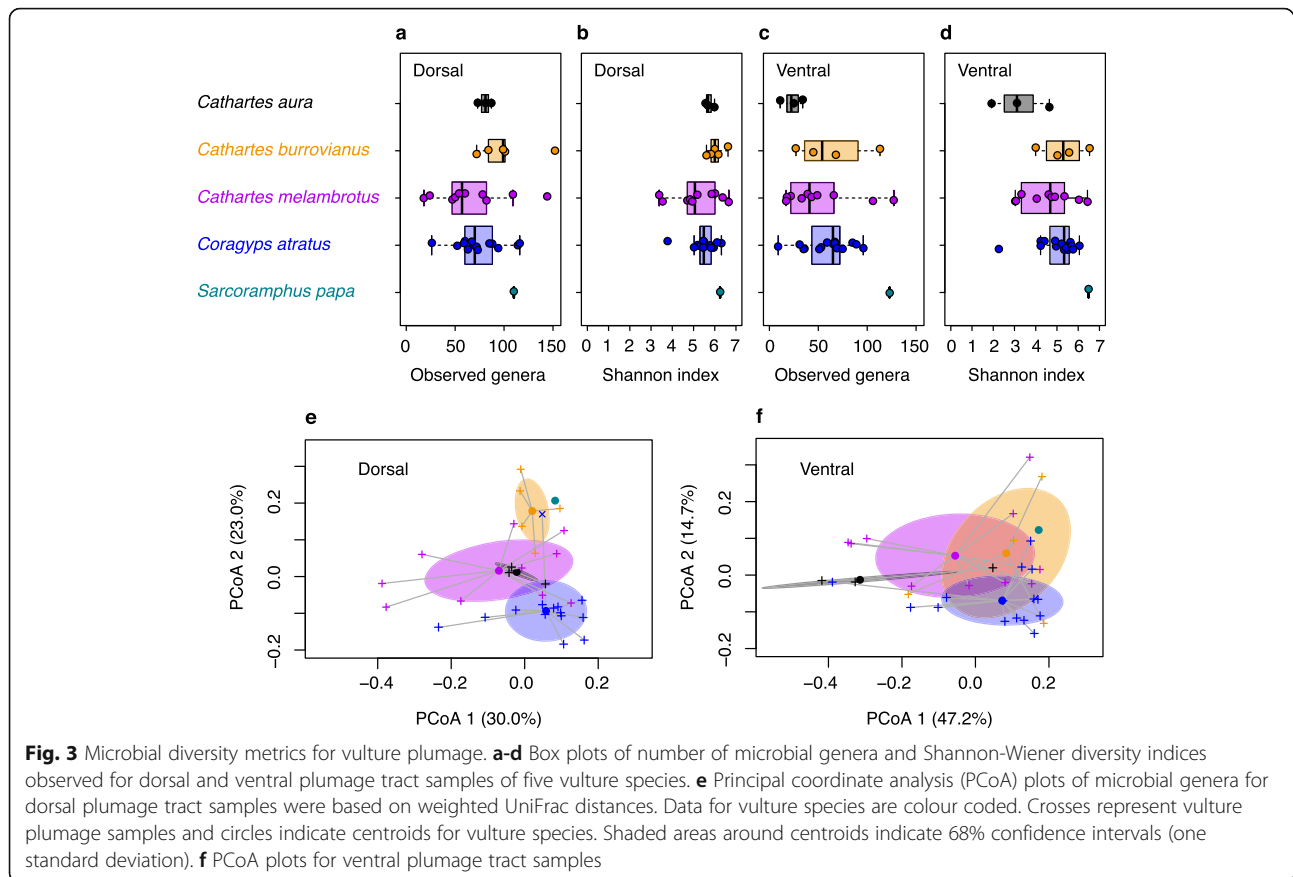 a b c d
Dorsal Dorsal Ventral Ventral
Cathartes aura
Cathartes burrovianus
Cathartes melambrotus
Coragyps atratus
Sarcoramphus papa
0 50 100 150 0 1 2 3 4 5 6 7 0 50 100 150 0 1 2 3 4 5 6 7
Observed genera Shannon index Observed genera Shannon index
e f
Dorsal Ventral
PCoA 2 (23.0%)
−0.2 0.0 0.2
PCoA 2 (14.7%)
−0.2 0.0 0.2
−0.4 −0.2 0.0 0.2 −0.4 −0.2 0.0 0.2
PCoA 1 (30.0%) PCoA 1 (47.2%)
Fig. 3 Microbial diversity metrics for vulture plumage. a-d Box plots of number of microbial genera and Shannon-Wiener diversity indices
observed for dorsal and ventral plumage tract samples of five vulture species. e Principal coordinate analysis (PCoA) plots of microbial genera for
dorsal plumage tract samples were based on weighted UniFrac distances. Data for vulture species are colour coded. Crosses represent vulture
plumage samples and circles indicate centroids for vulture species. Shaded areas around centroids indicate 68% confidence intervals (one
standard deviation). f PCoA plots for ventral plumage tract samples